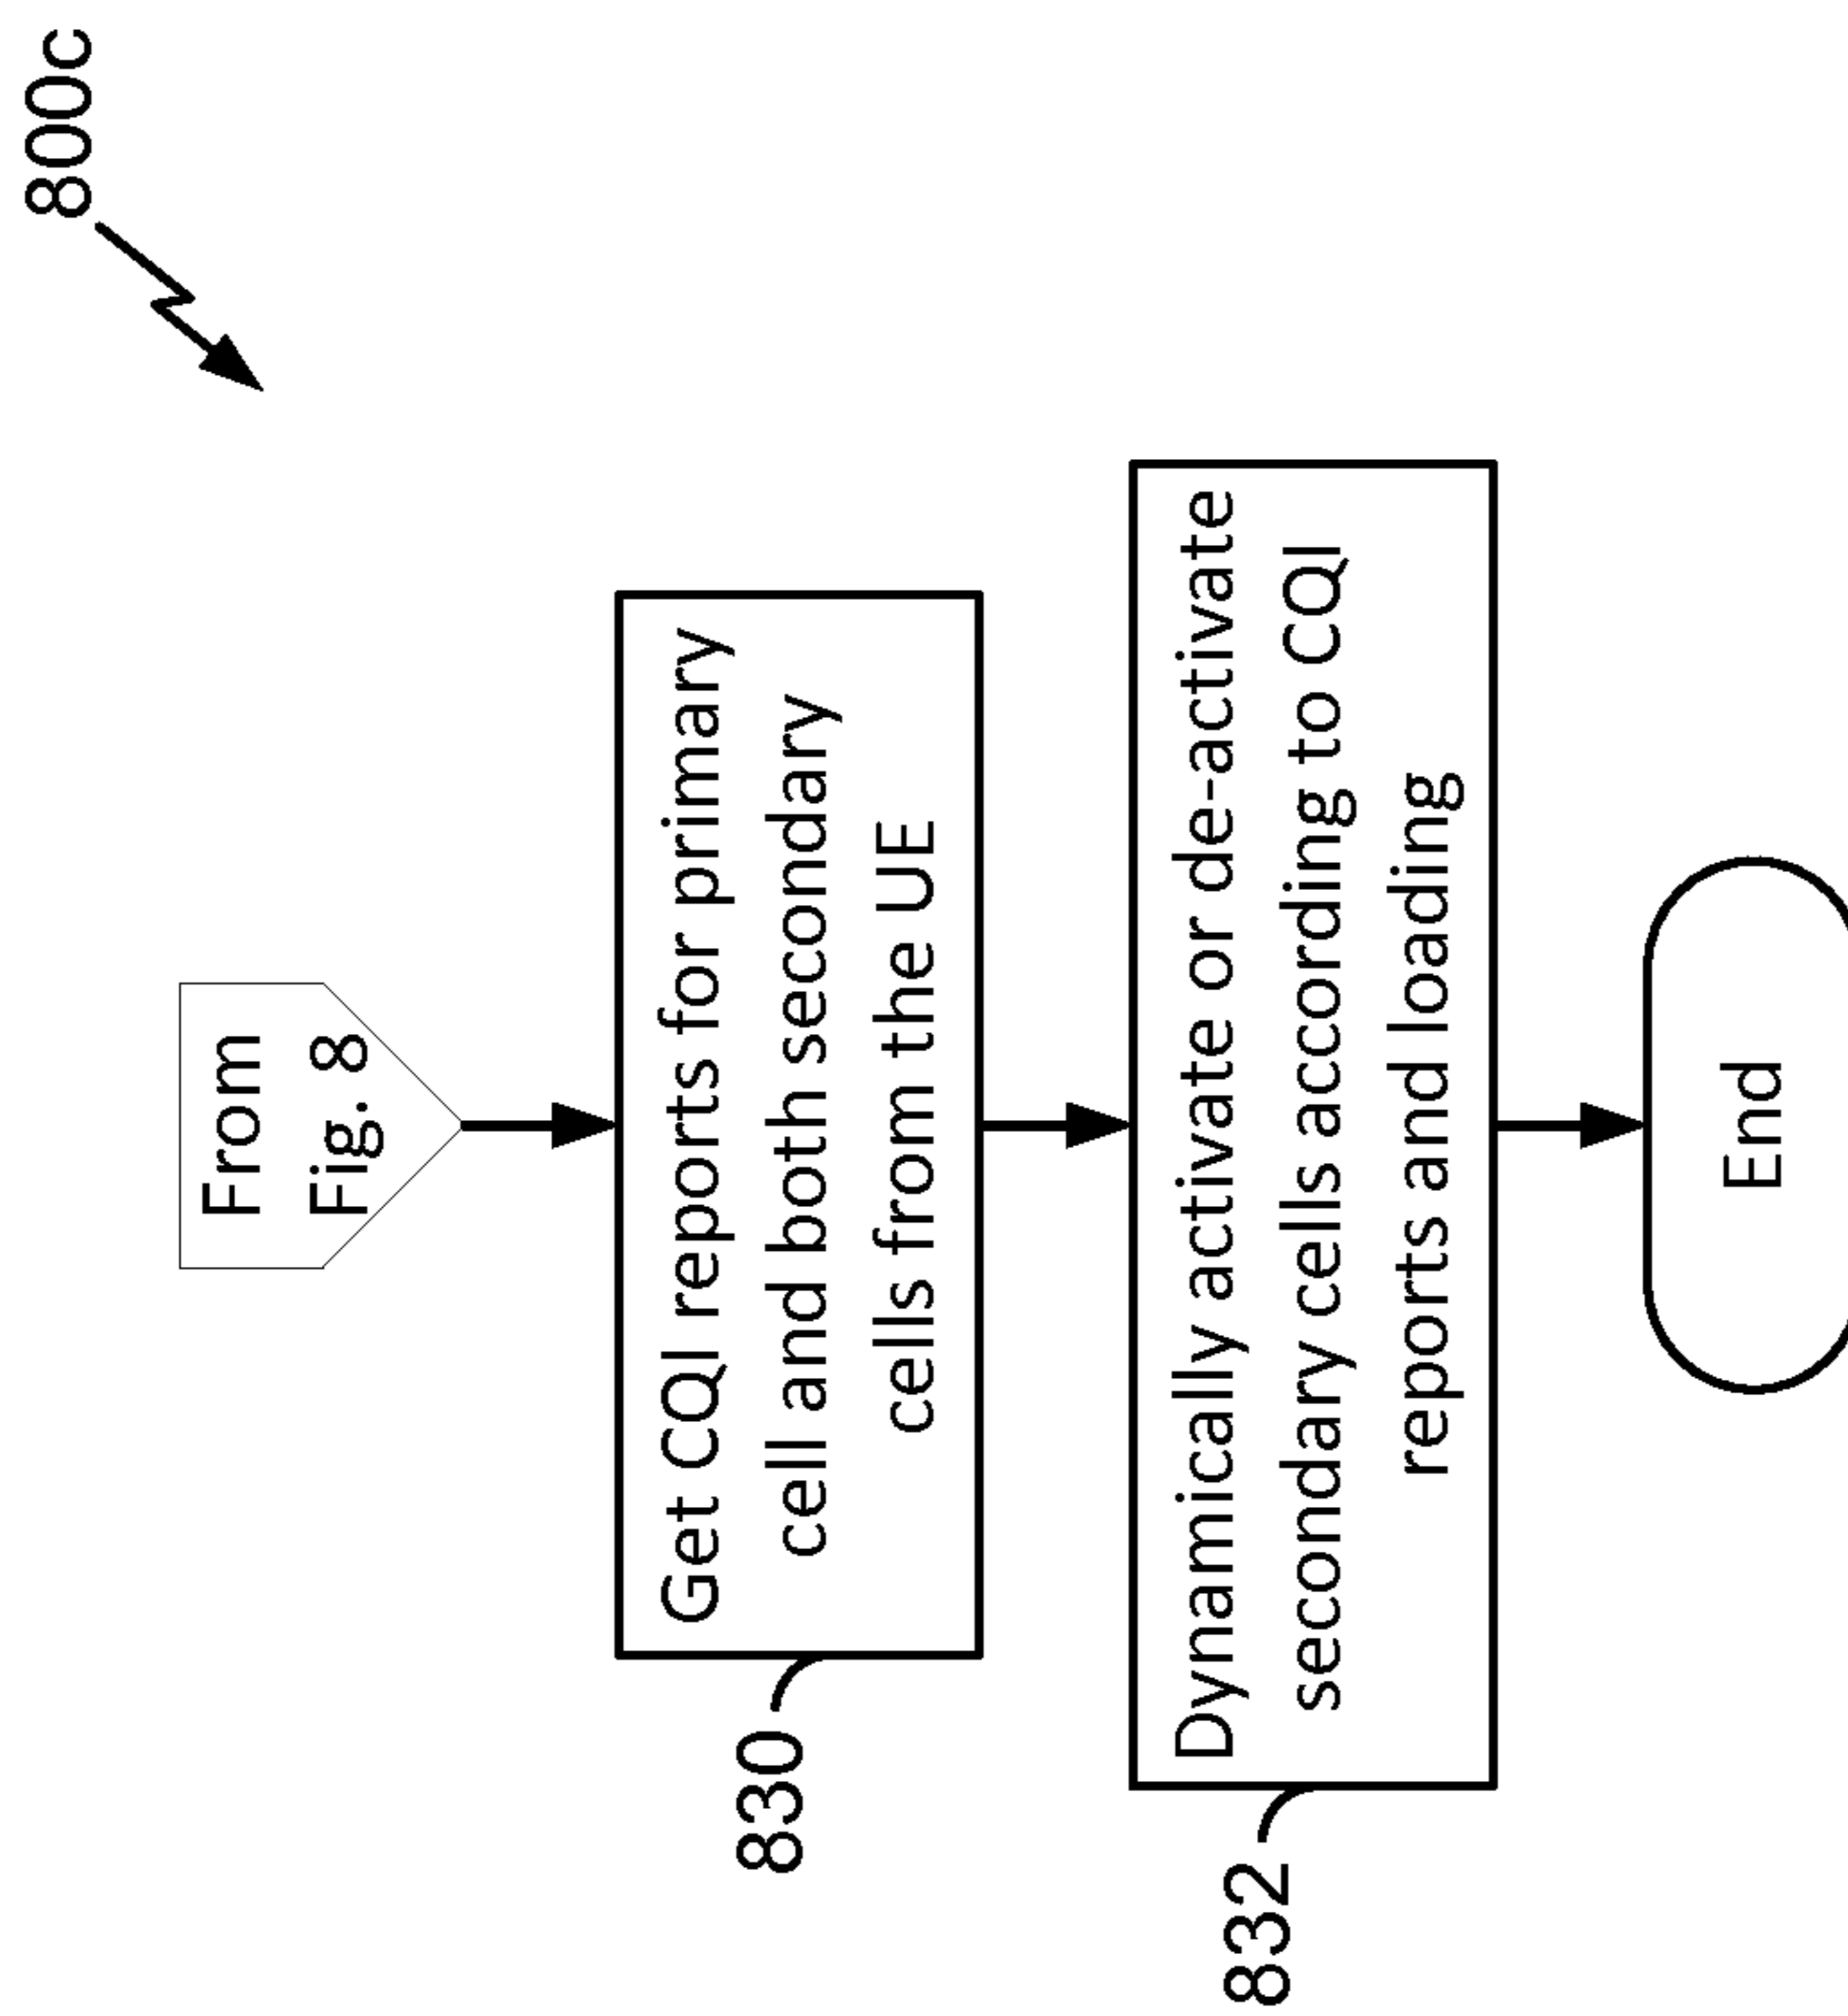 800c
From
Fig. 8
830
Get CQI reports for primary
cell and both secondary
cells from the UE
832
Dynamically activate or de-activate
secondary cells according to CQI
reports and loading
End